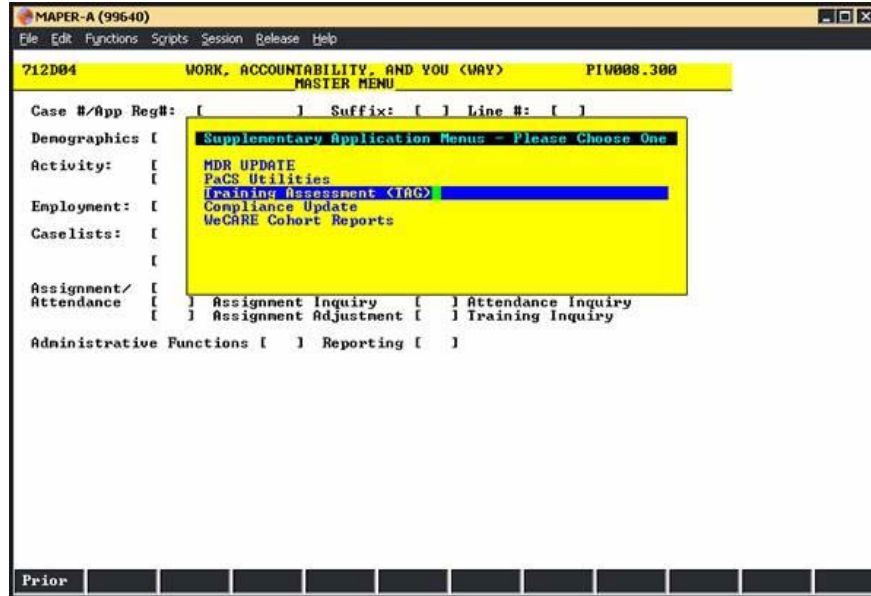 MAPER-A (99640)
File Edit Functions Scripts Session Release Help
712D04 WORK, ACCOUNTABILITY, AND YOU <WAY> PIW008.300
MASTER MENU
Case #/App Reg#: [ ] Suffix: [ ] Line #: [ ]
Demographics [ Supplementary Application Menus - Please Choose One
Activity: [ MDR UPDATE
[ PaCS Utilities
Training Assessment <TAG>
Employment: [ Compliance Update
WeCARE Cohort Reports
Caselists: [
[
Assignment/ [
Attendance [ ] Assignment Inquiry [ ] Attendance Inquiry
[ ] Assignment Adjustment [ ] Training Inquiry
Administrative Functions [ ] Reporting [ ]
Prior